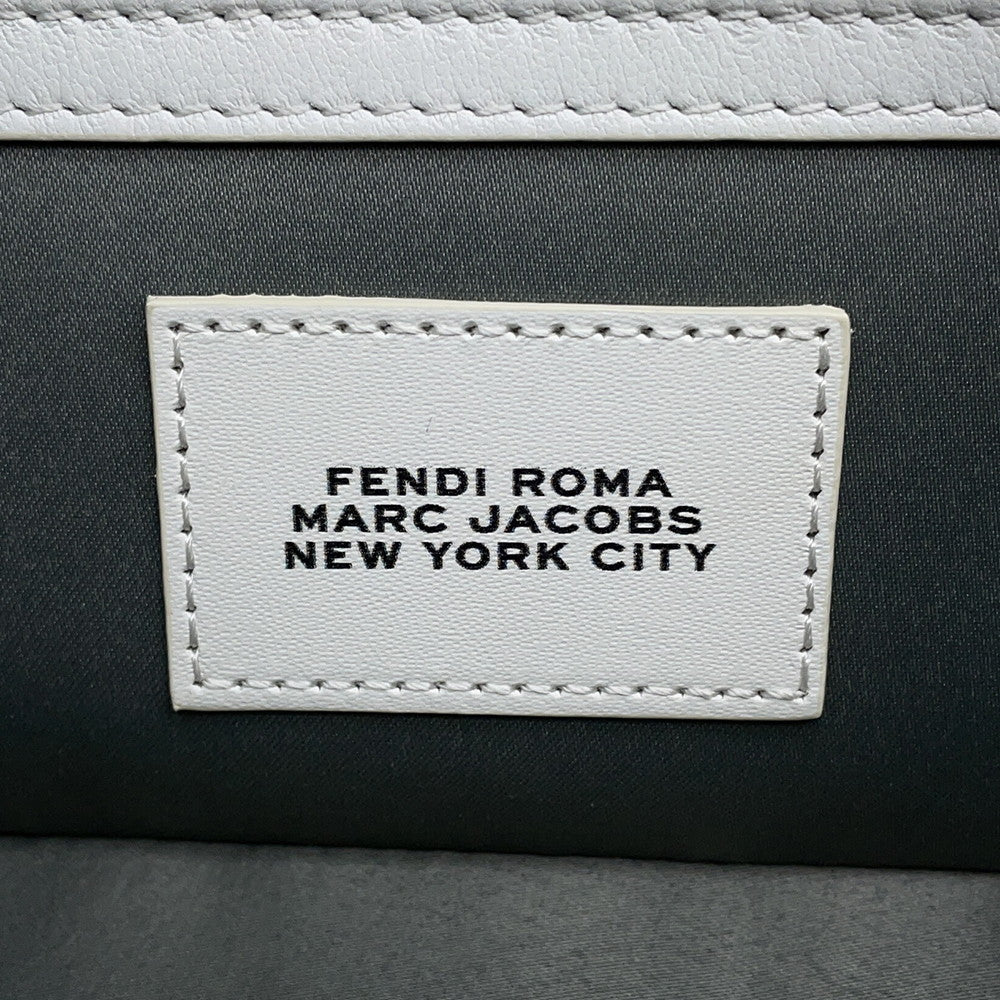 FENDI ROMA
MARC JACOBS
NEW YORK CITY